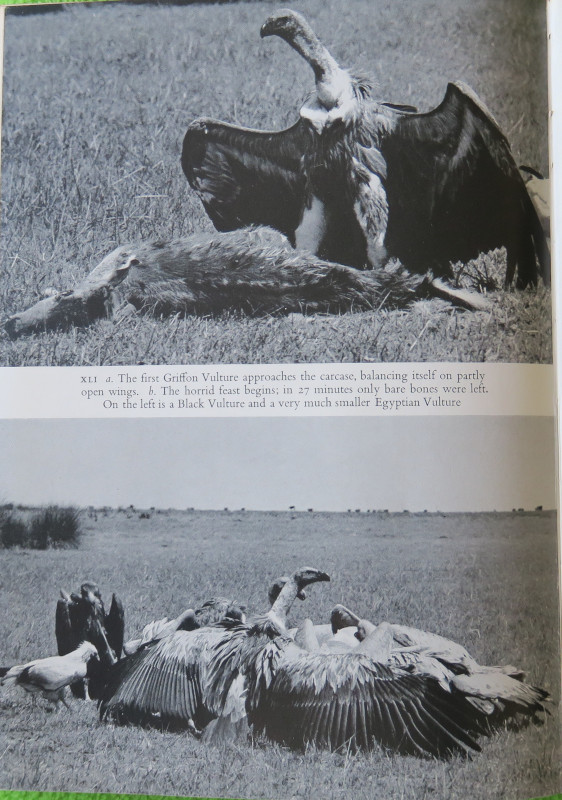 XLI a. The first Griffon Vulture approaches the carcase, balancing itself on partly
open wings. b. The horrid feast begins; in 27 minutes only bare bones were left.
On the left is a Black Vulture and a very much smaller Egyptian Vulture